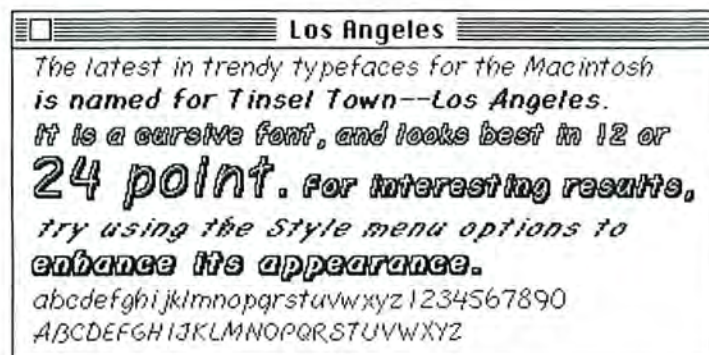 Los Angeles
The latest in trendy typefaces for the Macintosh
is named for Tinsel Town--Los Angeles.
It is a cursive font, and looks best in 12 or
24 point. For interesting results,
try using the Style menu options to
enhance its appearance.
abcdefghijklmnopqrstuvwxyz1234567890
ABCDEFGHIJKLMNOPQRSTUVWXYZ